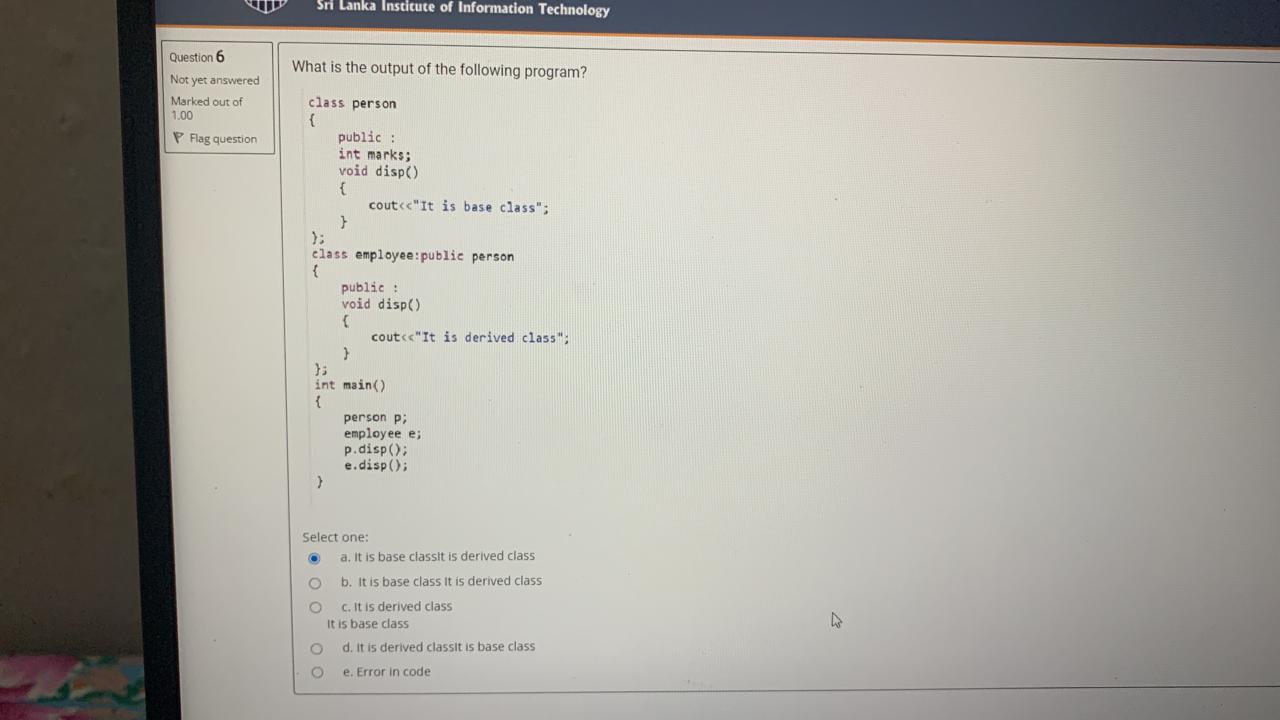 Sri Lanka Institute of Information Technology
Question 6
Not yet answered
Marked out of
1.00
Flag question
What is the output of the following program?
class person
{
public :
int marks;
void disp()
{
cout<<"It is base class";
}
};
class employee:public person
{
public :
void disp()
{
cout<<"It is derived class";
}
};
int main()
{
person p;
employee e;
p.disp();
e.disp();
}
Select one:
a. It is base classIt is derived class
b. It is base class It is derived class
c. It is derived class
It is base class
d. It is derived classIt is base class
e. Error in code